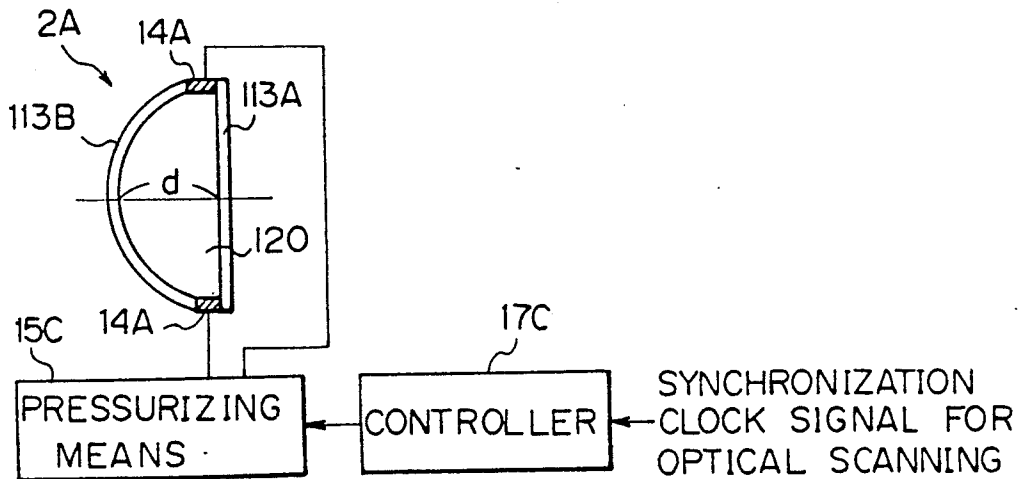 2A
14A
113A
113B
d
120
14A
15C
17C
PRESSURIZING
MEANS
CONTROLLER
SYNCHRONIZATION
CLOCK SIGNAL FOR
OPTICAL SCANNING